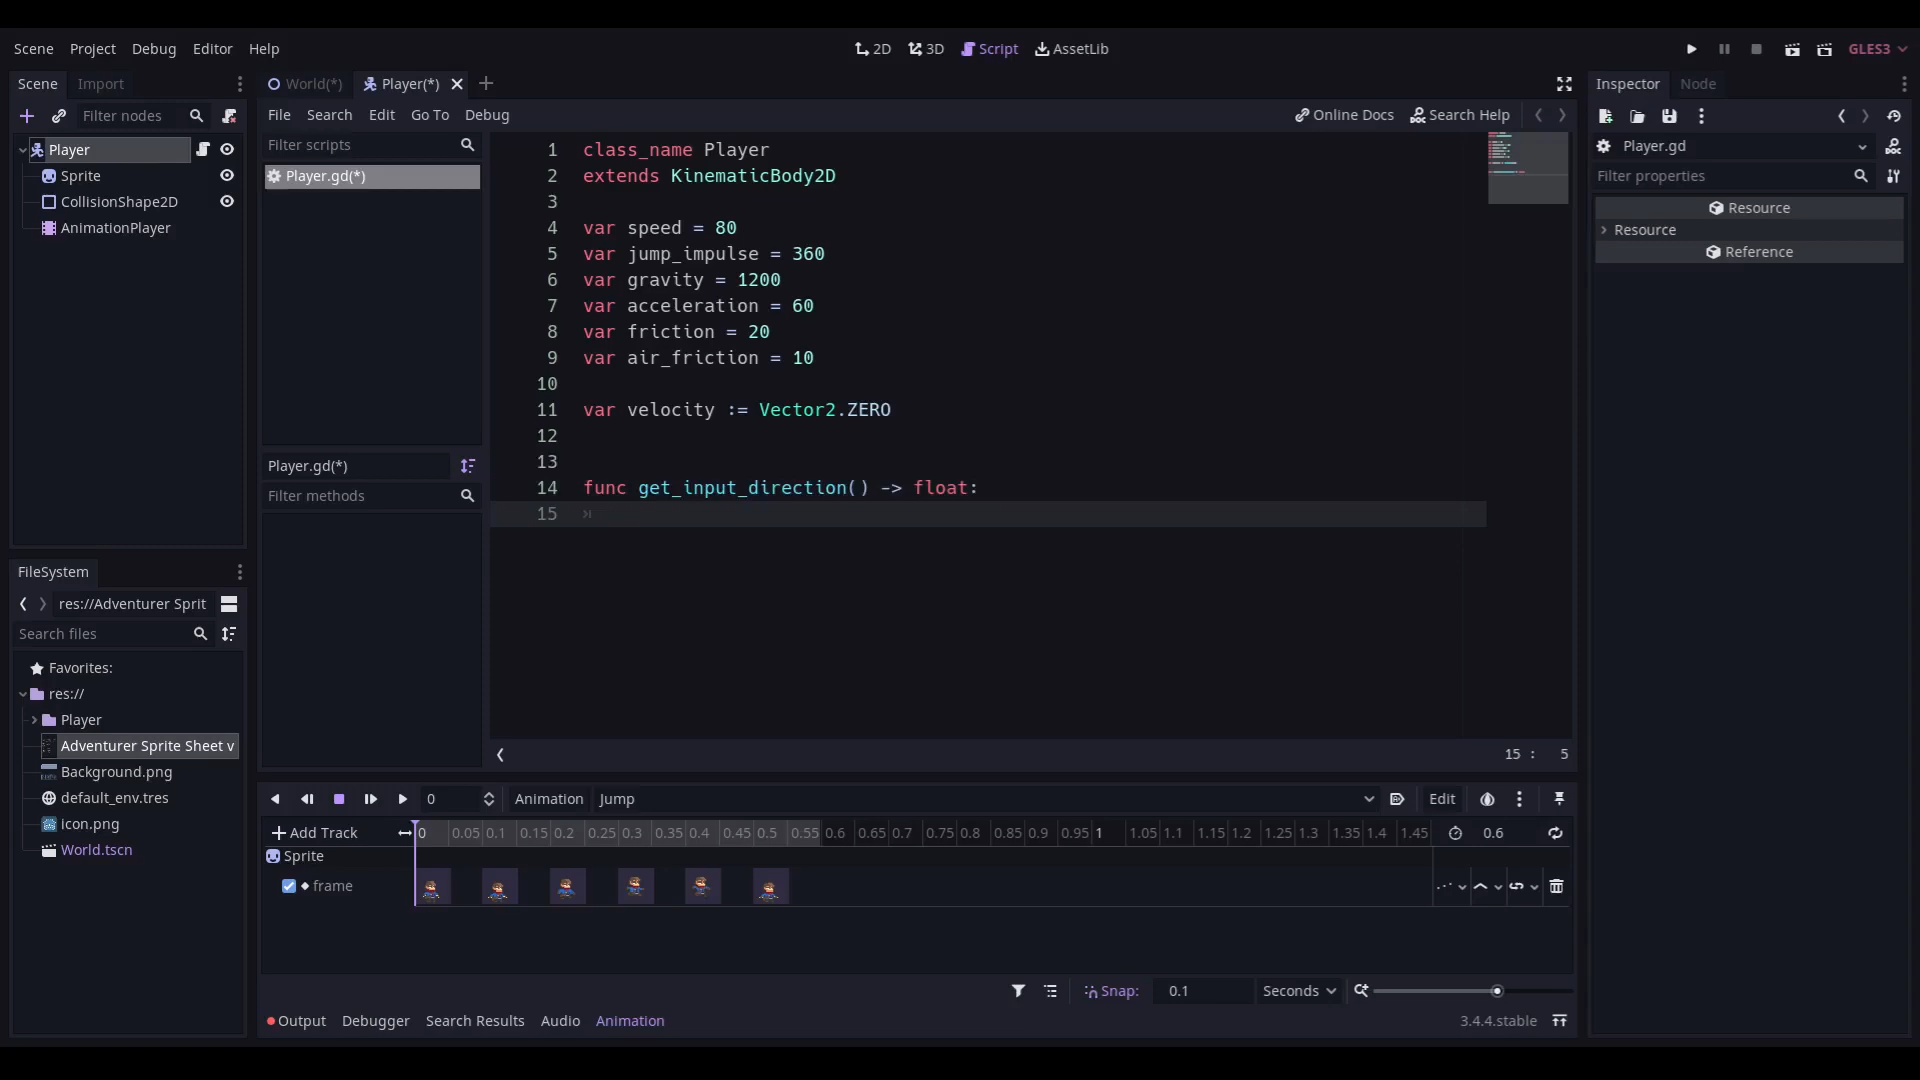 Scene Project Debug Editor Help
2D 3D Script AssetLib
GLES3
Scene Import
Filter nodes
Player
Sprite
CollisionShape2D
AnimationPlayer
FileSystem
res://Adventurer Sprit
Search files
Favorites:
res://
Player
Adventurer Sprite Sheet v
Background.png
default_env.tres
icon.png
World.tscn
World(*) Player(*)
File Search Edit Go To Debug
Online Docs Search Help
Filter scripts
Player.gd(*)
Player.gd(*)
Filter methods
1 class_name Player
2 extends KinematicBody2D
3
4 var speed = 80
5 var jump_impulse = 360
6 var gravity = 1200
7 var acceleration = 60
8 var friction = 20
9 var air_friction = 10
10
11 var velocity := Vector2.ZERO
12
13
14 func get_input_direction() -> float:
15
15 : 5
0 Animation Jump Edit
Add Track 0 0.05 0.1 0.15 0.2 0.25 0.3 0.35 0.4 0.45 0.5 0.55 0.6 0.65 0.7 0.75 0.8 0.85 0.9 0.95 1 1.05 1.1 1.15 1.2 1.25 1.3 1.35 1.4 1.45 0.6
Sprite
frame
Snap: 0.1 Seconds
Output Debugger Search Results Audio Animation
3.4.4.stable
Inspector Node
Player.gd
Filter properties
Resource
Resource
Reference